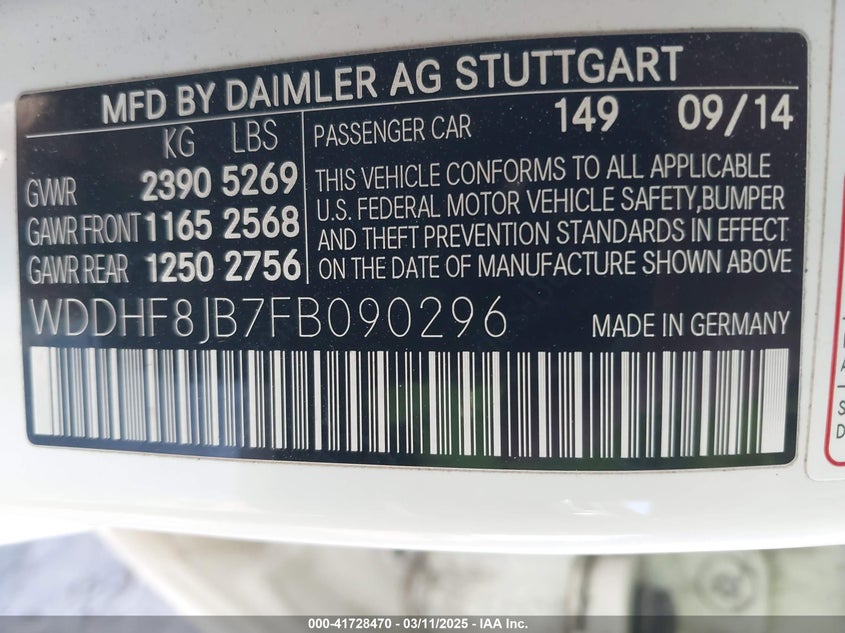 MFD BY DAIMLER AG STUTTGART
KG LBS
GVWR 2390 5269
GAWR FRONT 1165 2568
GAWR REAR 1250 2756
PASSENGER CAR 149 09/14
THIS VEHICLE CONFORMS TO ALL APPLICABLE
U.S. FEDERAL MOTOR VEHICLE SAFETY,BUMPER
AND THEFT PREVENTION STANDARDS IN EFFECT
ON THE DATE OF MANUFACTURE SHOWN ABOVE
WDDHF8JB7FB090296 MADE IN GERMANY
000-41728470 - 03/11/2025 - IAA Inc.